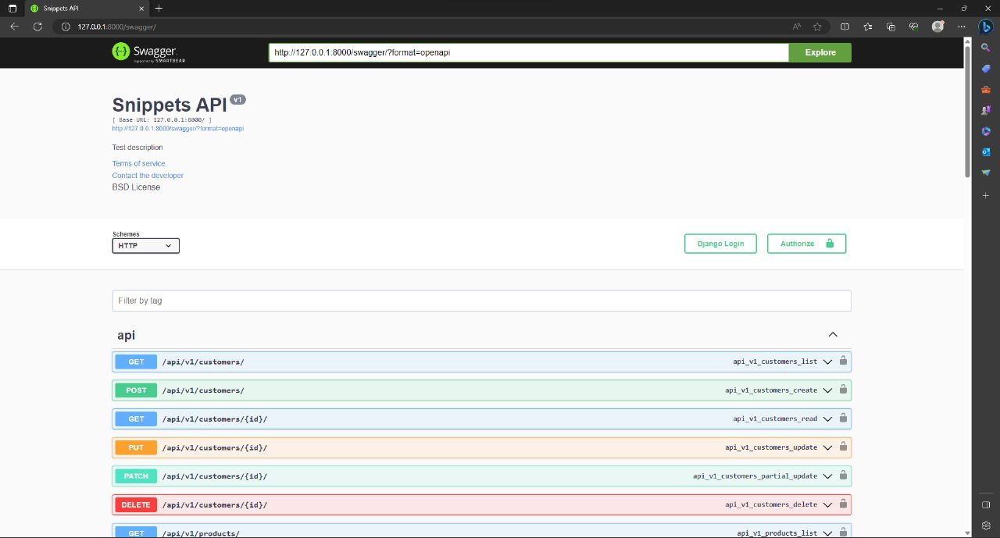 Snippets API
127.0.0.1:8000/swagger/
Swagger
Supported by SMARTBEAR
http://127.0.0.1:8000/swagger/?format=openapi
Explore
Snippets API v1
[ Base URL: 127.0.0.1:8000/ ]
http://127.0.0.1:8000/swagger/?format=openapi
Test description
Terms of service
Contact the developer
BSD License
Schemes
HTTP
Django Login
Authorize
Filter by tag
api
GET /api/v1/customers/ api_v1_customers_list
POST /api/v1/customers/ api_v1_customers_create
GET /api/v1/customers/{id}/ api_v1_customers_read
PUT /api/v1/customers/{id}/ api_v1_customers_update
PATCH /api/v1/customers/{id}/ api_v1_customers_partial_update
DELETE /api/v1/customers/{id}/ api_v1_customers_delete
GET /api/v1/products/ api_v1_products_list